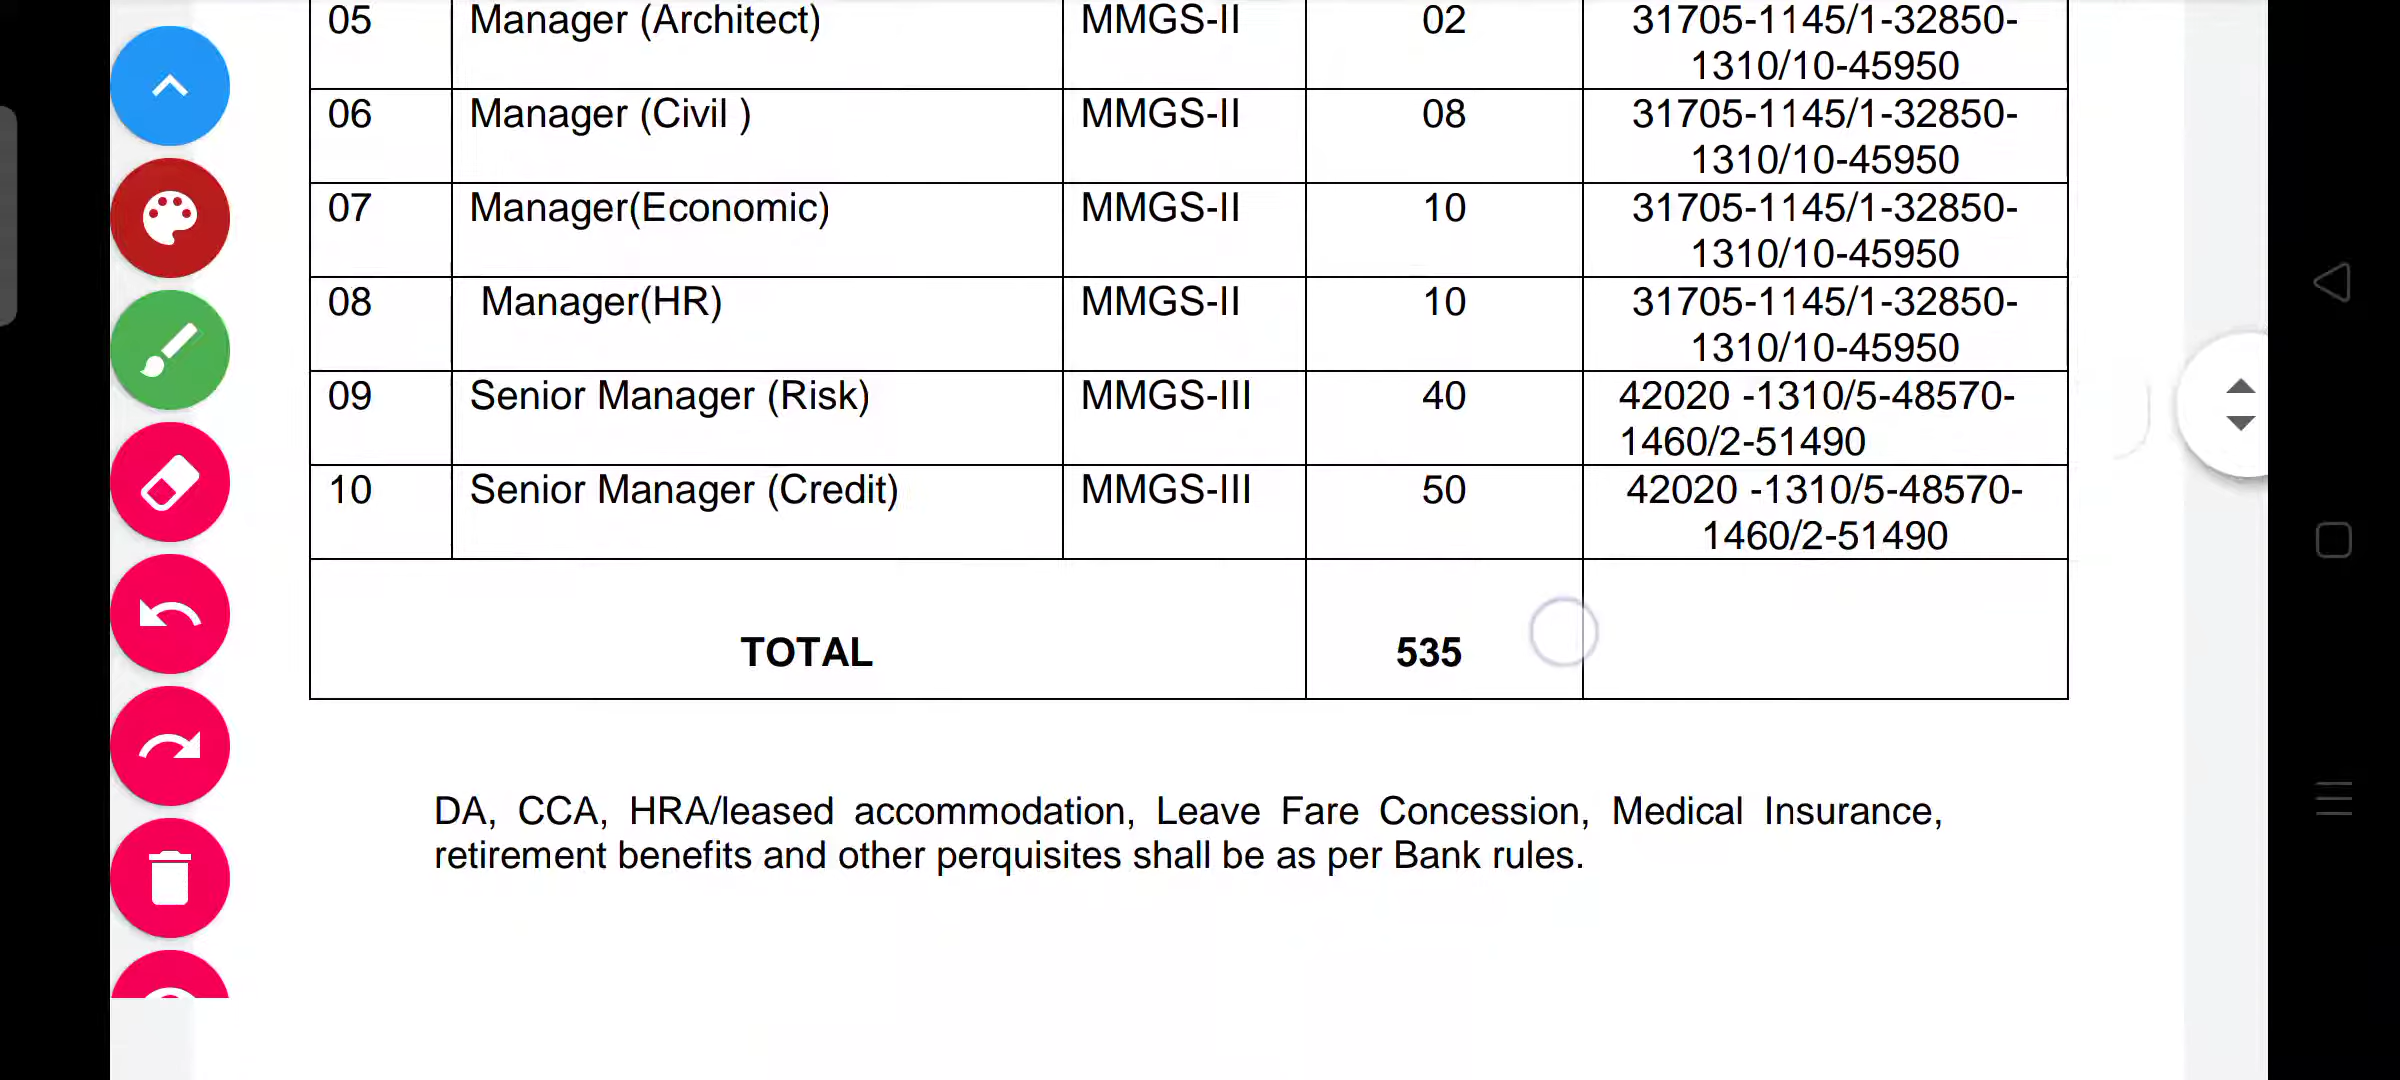 05 Manager (Architect) MMGS-II 02 31705-1145/1-32850-
1310/10-45950
06 Manager (Civil ) MMGS-II 08 31705-1145/1-32850-
1310/10-45950
07 Manager(Economic) MMGS-II 10 31705-1145/1-32850-
1310/10-45950
08 Manager(HR) MMGS-II 10 31705-1145/1-32850-
1310/10-45950
09 Senior Manager (Risk) MMGS-III 40 42020 -1310/5-48570-
1460/2-51490
10 Senior Manager (Credit) MMGS-III 50 42020 -1310/5-48570-
1460/2-51490
TOTAL 535
DA, CCA, HRA/leased accommodation, Leave Fare Concession, Medical Insurance,
retirement benefits and other perquisites shall be as per Bank rules.